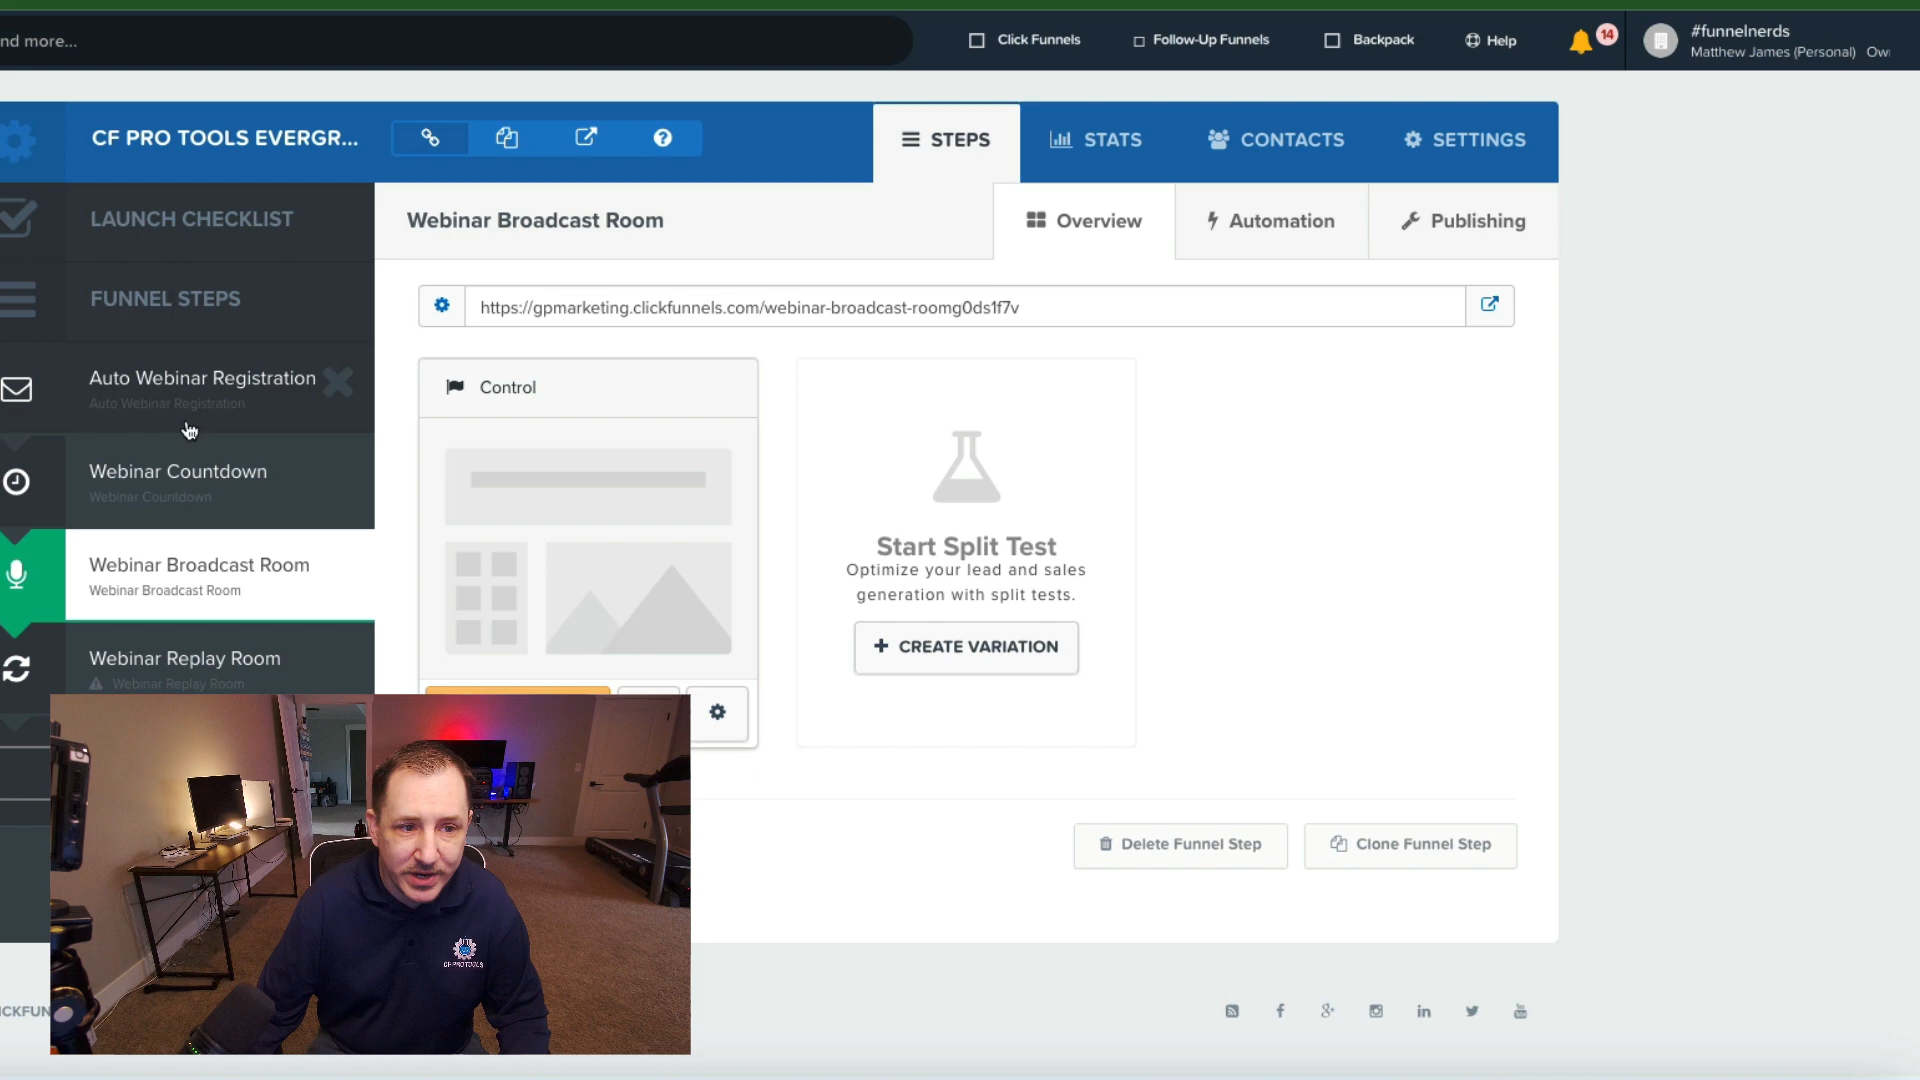 nd more...
Click Funnels
Follow-Up Funnels
Backpack
Help
14
#funnelnerds
Matthew James (Personal) Ow
CF PRO TOOLS EVERGR...
STEPS
STATS
CONTACTS
SETTINGS
LAUNCH CHECKLIST
Webinar Broadcast Room
Overview
Automation
Publishing
FUNNEL STEPS
https://gpmarketing.clickfunnels.com/webinar-broadcast-roomg0ds1f7v
Auto Webinar Registration
Auto Webinar Registration
Control
Webinar Countdown
Webinar Countdown
Start Split Test
Optimize your lead and sales
generation with split tests.
CREATE VARIATION
Webinar Broadcast Room
Webinar Broadcast Room
Webinar Replay Room
Webinar Replay Room
Delete Funnel Step
Clone Funnel Step
CF PROTOOLS
ICKFUN